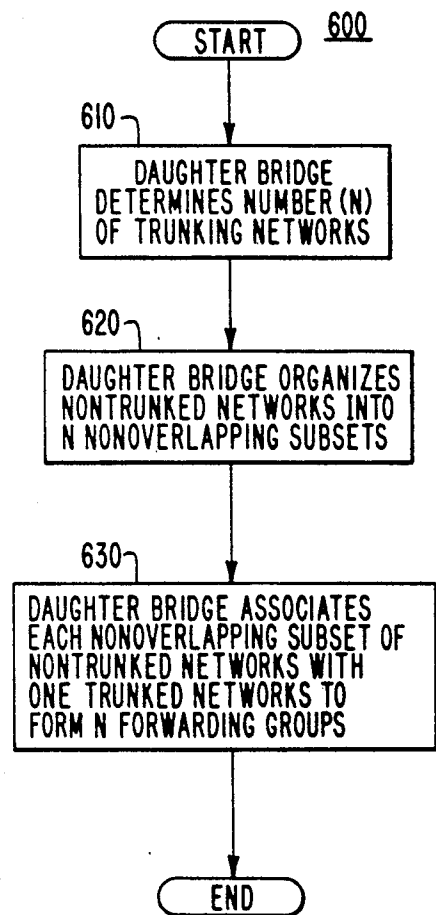 START
600
610
DAUGHTER BRIDGE
DETERMINES NUMBER (N)
OF TRUNKING NETWORKS
620
DAUGHTER BRIDGE ORGANIZES
NONTRUNKED NETWORKS INTO
N NONOVERLAPPING SUBSETS
630
DAUGHTER BRIDGE ASSOCIATES
EACH NONOVERLAPPING SUBSET OF
NONTRUNKED NETWORKS WITH
ONE TRUNKED NETWORKS TO
FORM N FORWARDING GROUPS
END